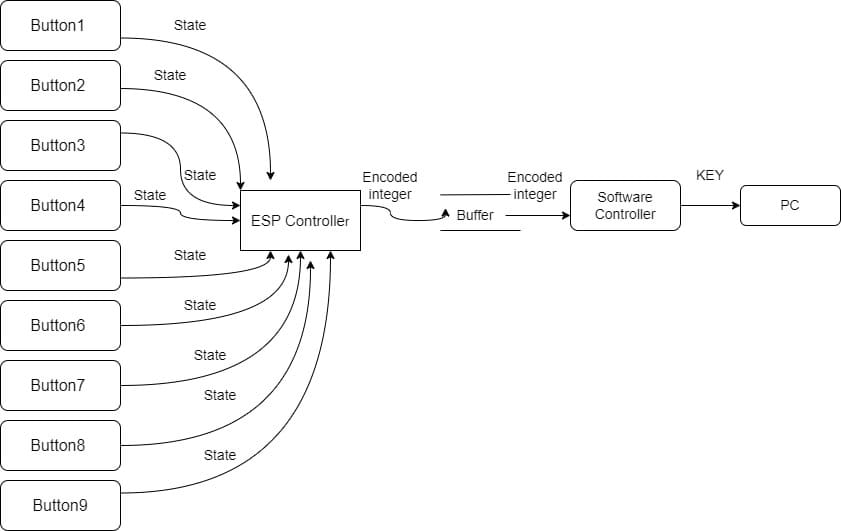 Button1
State
Button2
State
Button3
State
Button4
State
ESP Controller
Encoded
integer
Buffer
Encoded
integer
Software
Controller
KEY
PC
Button5
State
Button6
State
Button7
State
Button8
State
Button9
State